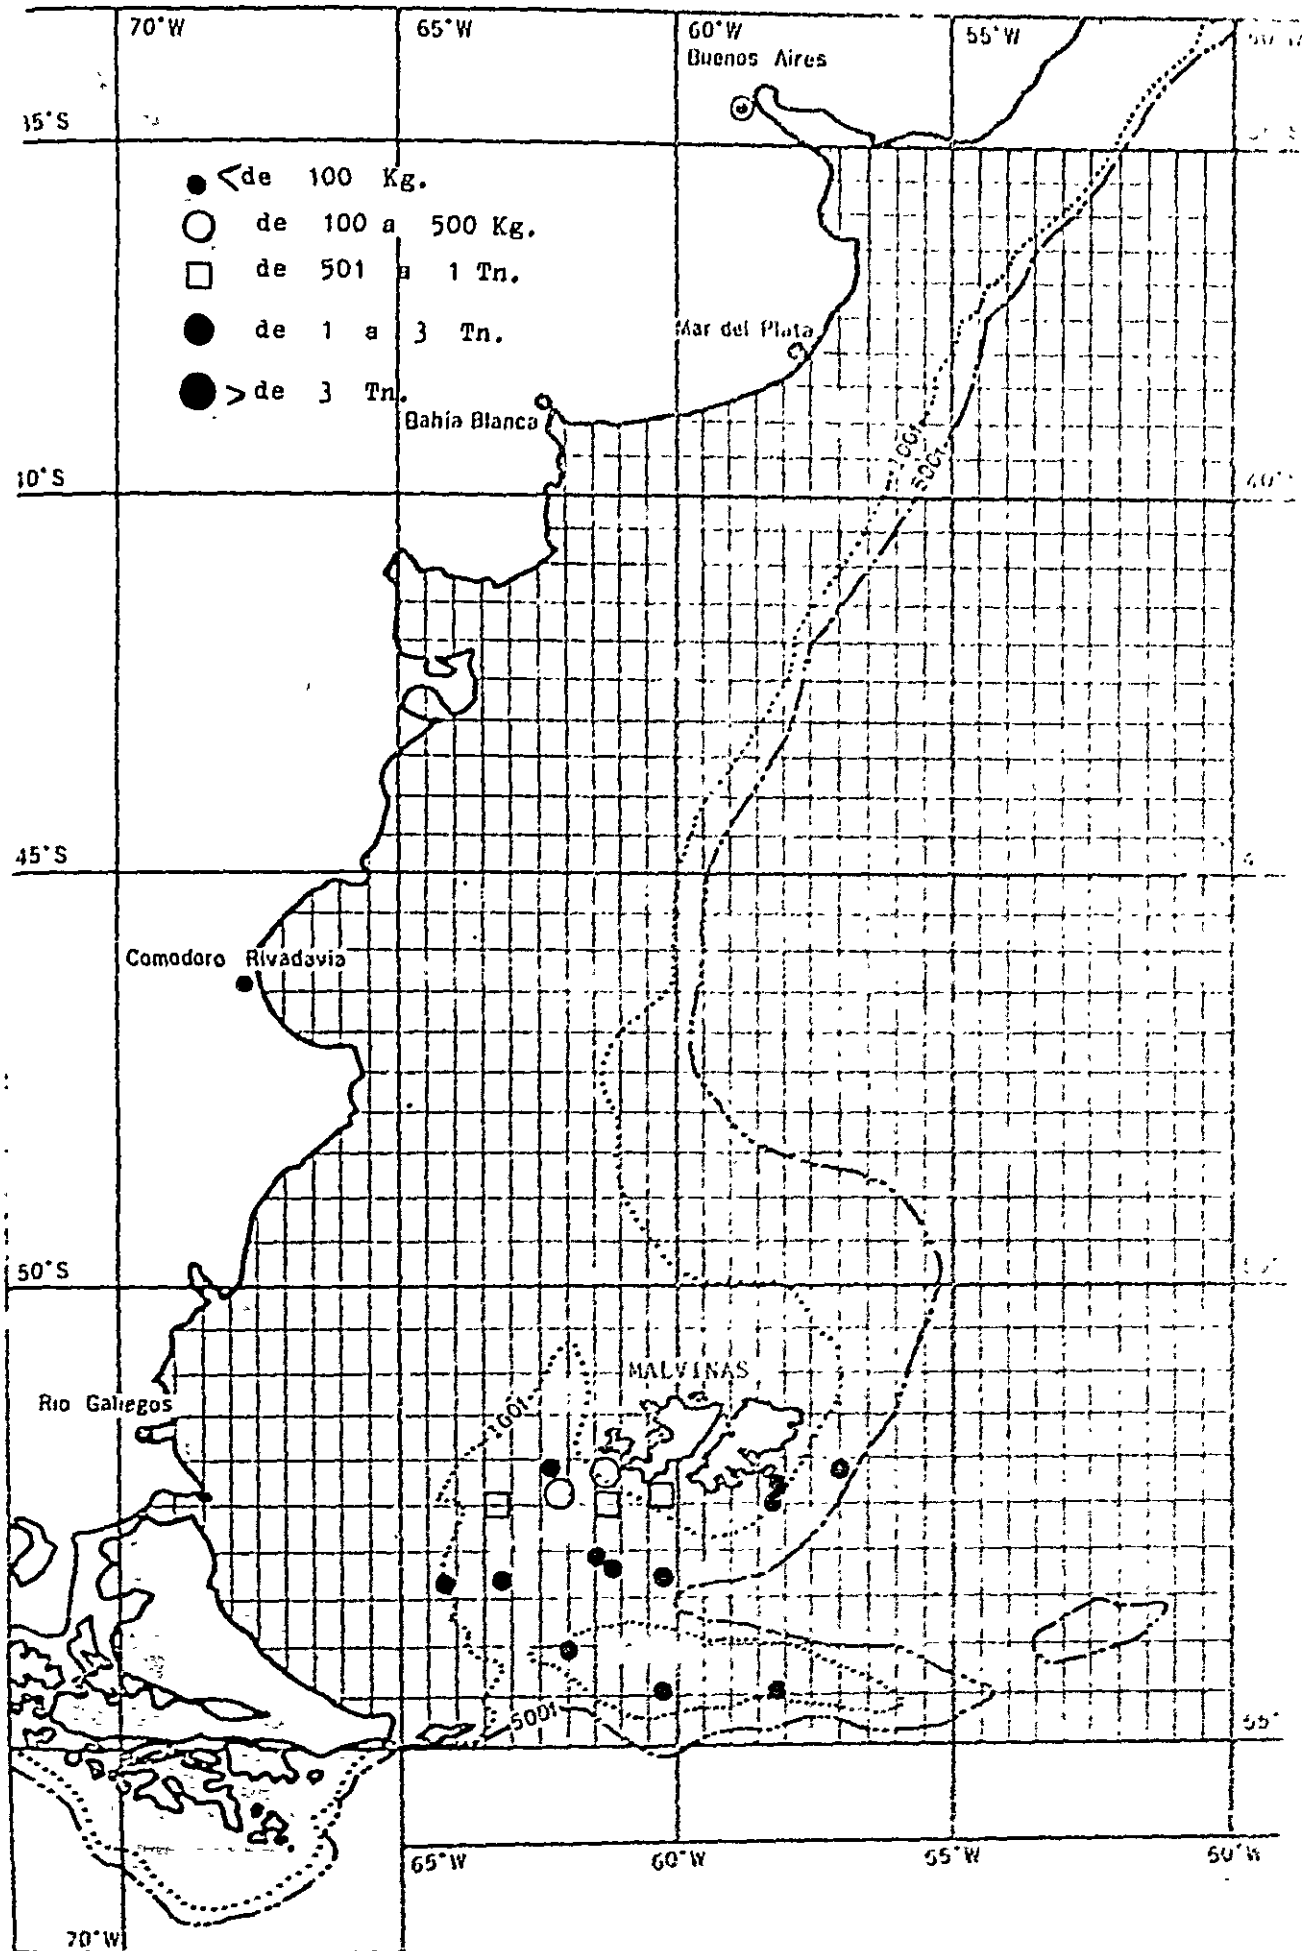 70°W
65°W
60°W
55°W
Buenos Aires
35°S
<de 100 Kg.
de 100 a 500 Kg.
de 501 a 1 Tn.
de 1 a 3 Tn.
>de 3 Tn.
Mar del Plata
Bahía Blanca
100f
500f
10°S
40°
45°S
Comodoro Rivadavia
50°S
MALVINAS
Rio Gallegos
100f
500f
55°
65°W
60°W
55°W
50°W
70°W